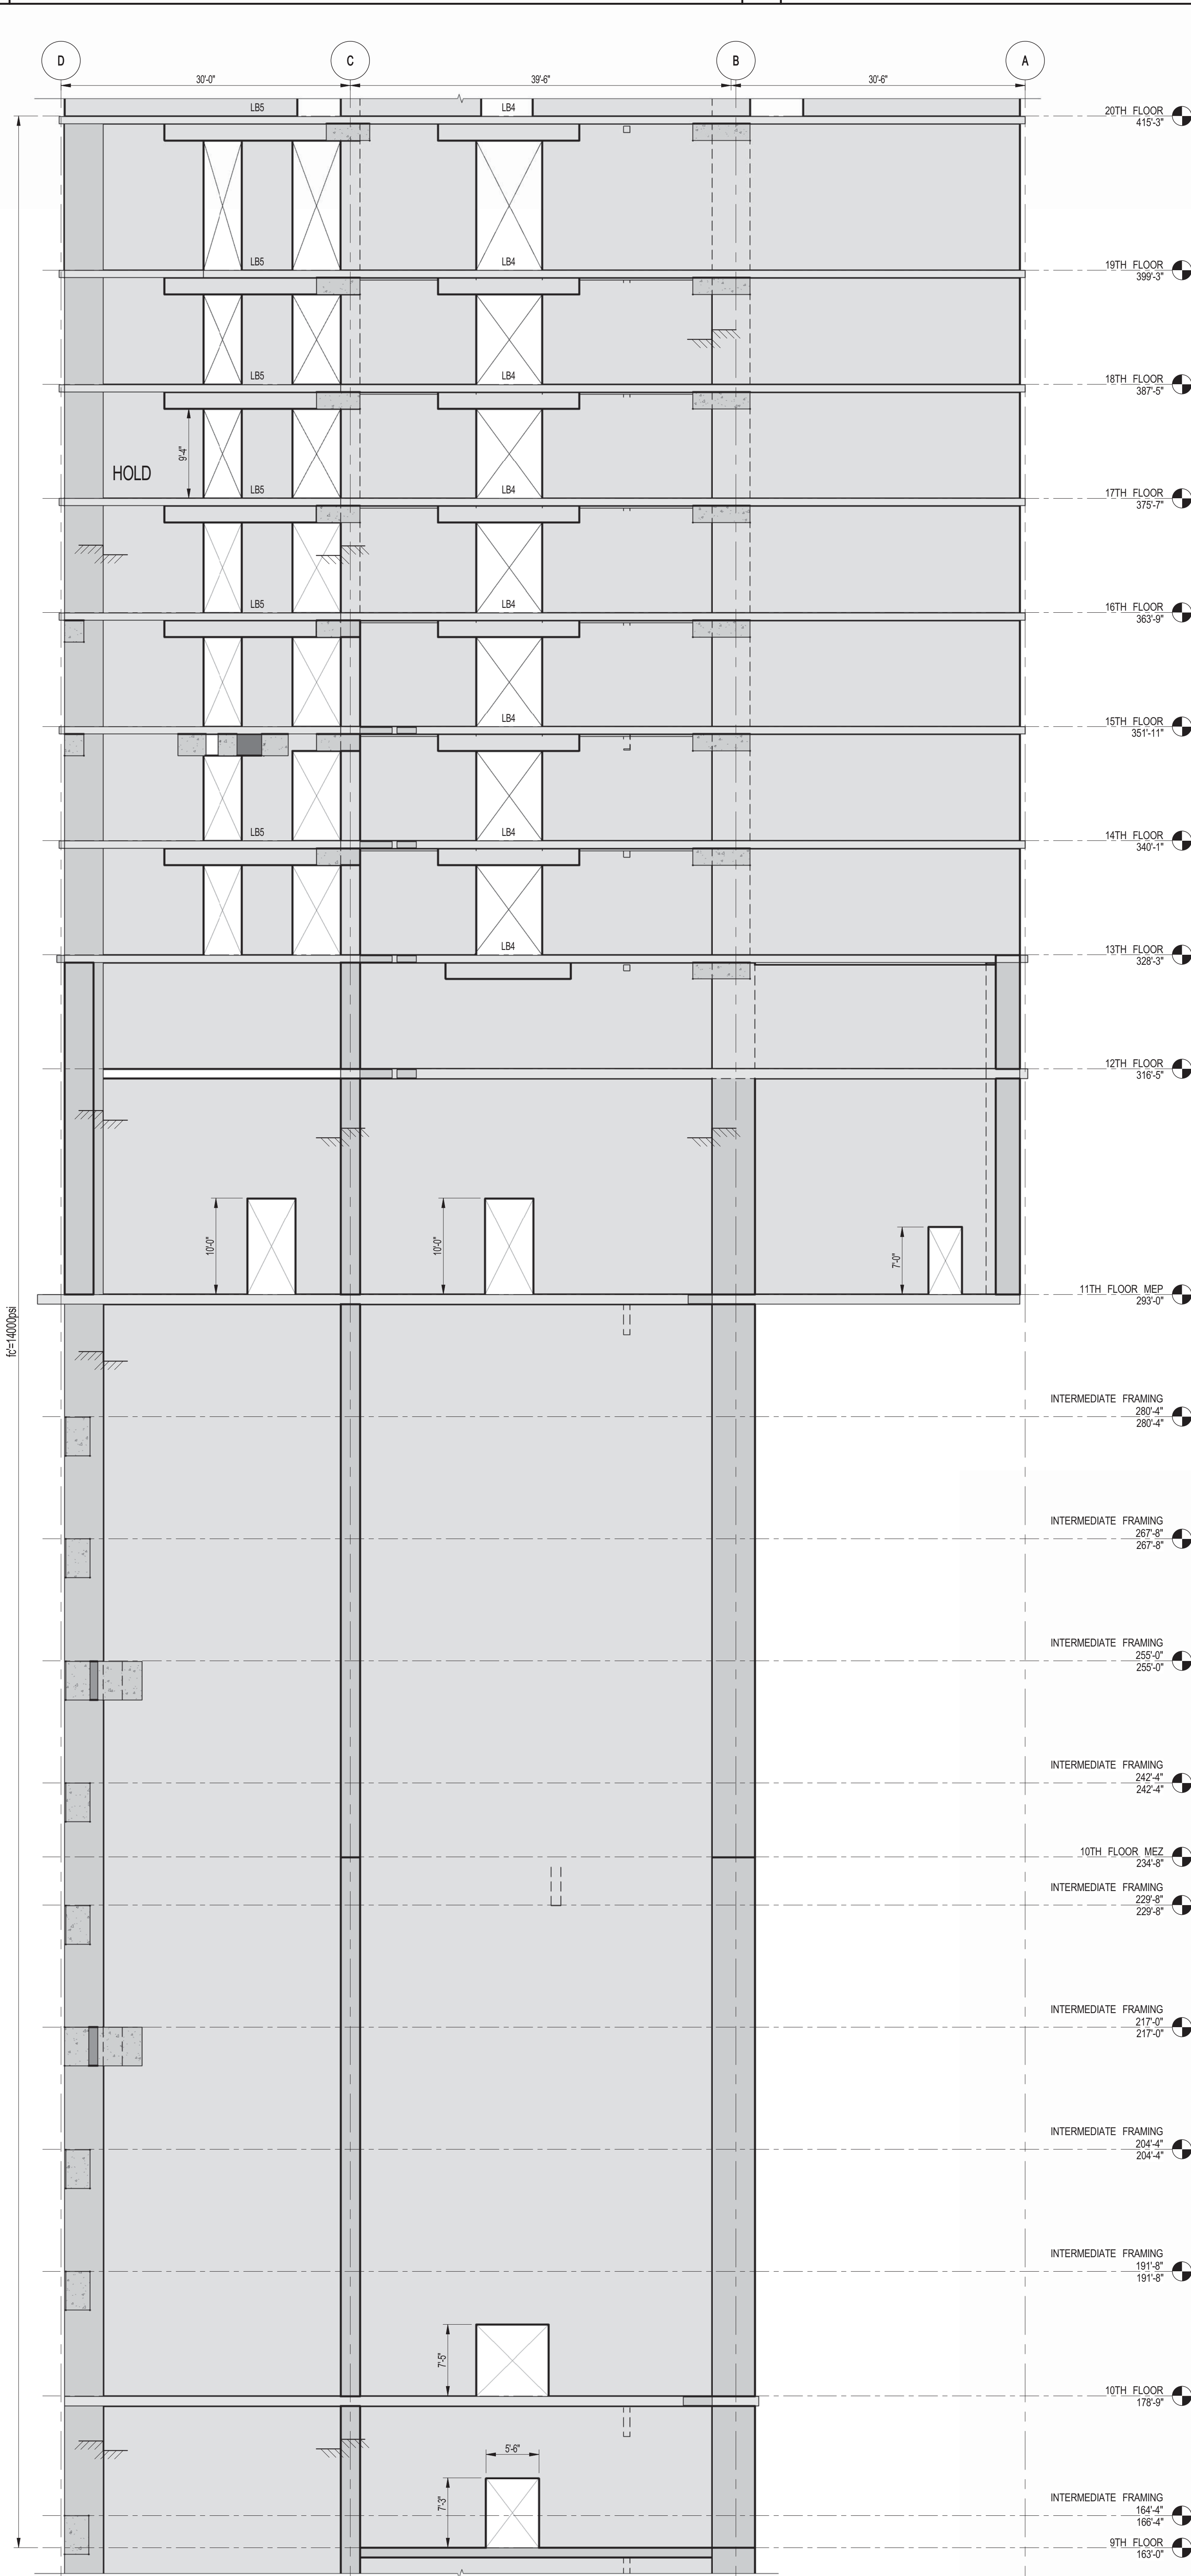 D C B A
30'-0" 39'-6" 30'-6"
LB5 LB4
20TH FLOOR
415'-3"
LB5 LB4
19TH FLOOR
399'-3"
LB5 LB4
18TH FLOOR
387'-5"
9'-4"
HOLD
LB5 LB4
17TH FLOOR
375'-7"
LB5 LB4
16TH FLOOR
363'-9"
LB4
15TH FLOOR
351'-11"
LB5 LB4
14TH FLOOR
340'-1"
LB4
13TH FLOOR
328'-3"
12TH FLOOR
316'-5"
10'-0" 10'-0" 7'-0"
11TH FLOOR MEP
293'-0"
fc'=14000psi
INTERMEDIATE FRAMING
280'-4"
280'-4"
INTERMEDIATE FRAMING
267'-8"
267'-8"
INTERMEDIATE FRAMING
255'-0"
255'-0"
INTERMEDIATE FRAMING
242'-4"
242'-4"
10TH FLOOR MEZ
234'-8"
INTERMEDIATE FRAMING
229'-8"
229'-8"
INTERMEDIATE FRAMING
217'-0"
217'-0"
INTERMEDIATE FRAMING
204'-4"
204'-4"
INTERMEDIATE FRAMING
191'-8"
191'-8"
7'-5"
10TH FLOOR
178'-9"
5'-6"
7'-3"
INTERMEDIATE FRAMING
164'-4"
166'-4"
9TH FLOOR
163'-0"